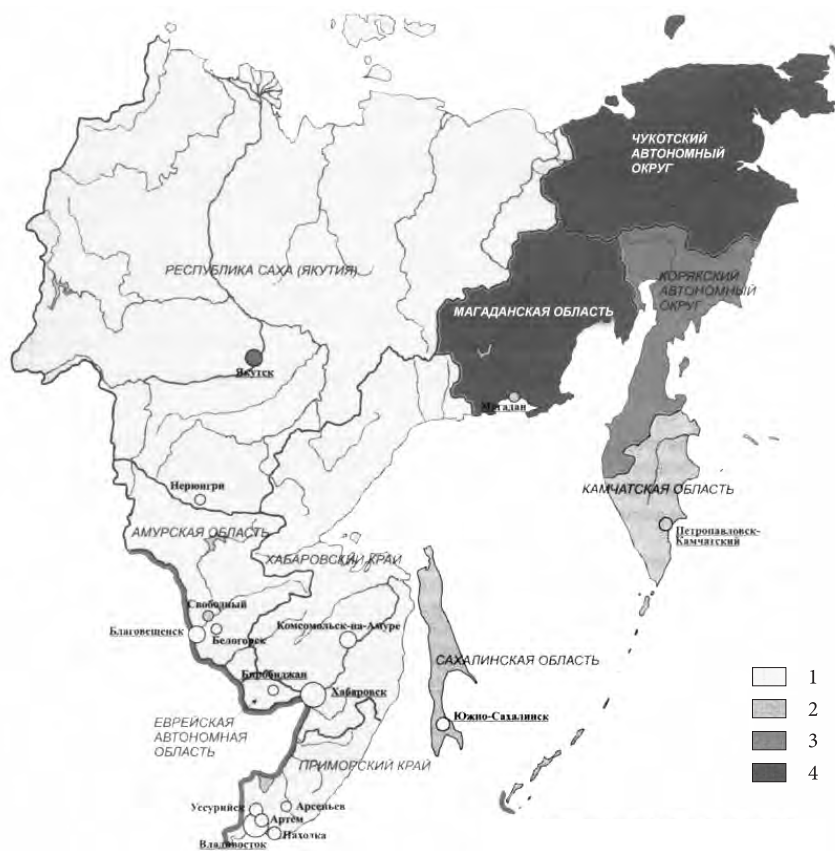 ЧУКОТСКИЙ
АВТОНОМНЫЙ
ОКРУГ
РЕСПУБЛИКА САХА (ЯКУТИЯ)
КОРЯКСКИЙ
АВТОНОМНЫЙ
ОКРУГ
МАГАДАНСКАЯ ОБЛАСТЬ
Якутск
Магадан
Нерюнгри
КАМЧАТСКАЯ ОБЛАСТЬ
АМУРСКАЯ ОБЛАСТЬ
Петропавловск-
Камчатский
ХАБАРОВСКИЙ КРАЙ
Свободный
Благовещенск
Белогорск
Комсомольск-на-Амуре
САХАЛИНСКАЯ ОБЛАСТЬ
Биробиджан
Хабаровск
1
2
3
4
Южно-Сахалинск
ЕВРЕЙСКАЯ
АВТОНОМНАЯ
ОБЛАСТЬ
ПРИМОРСКИЙ КРАЙ
Уссурийск
Арсеньев
Артем
Находка
Владовосток